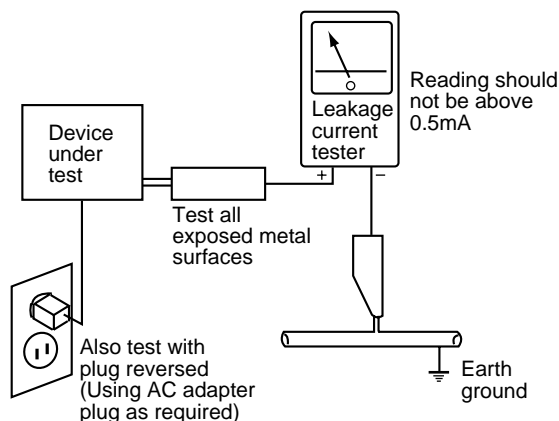 Device
under
test
Leakage
current
tester
+ −
Reading should
not be above
0.5mA
Test all
exposed metal
surfaces
Also test with
plug reversed
(Using AC adapter
plug as required)
Earth
ground